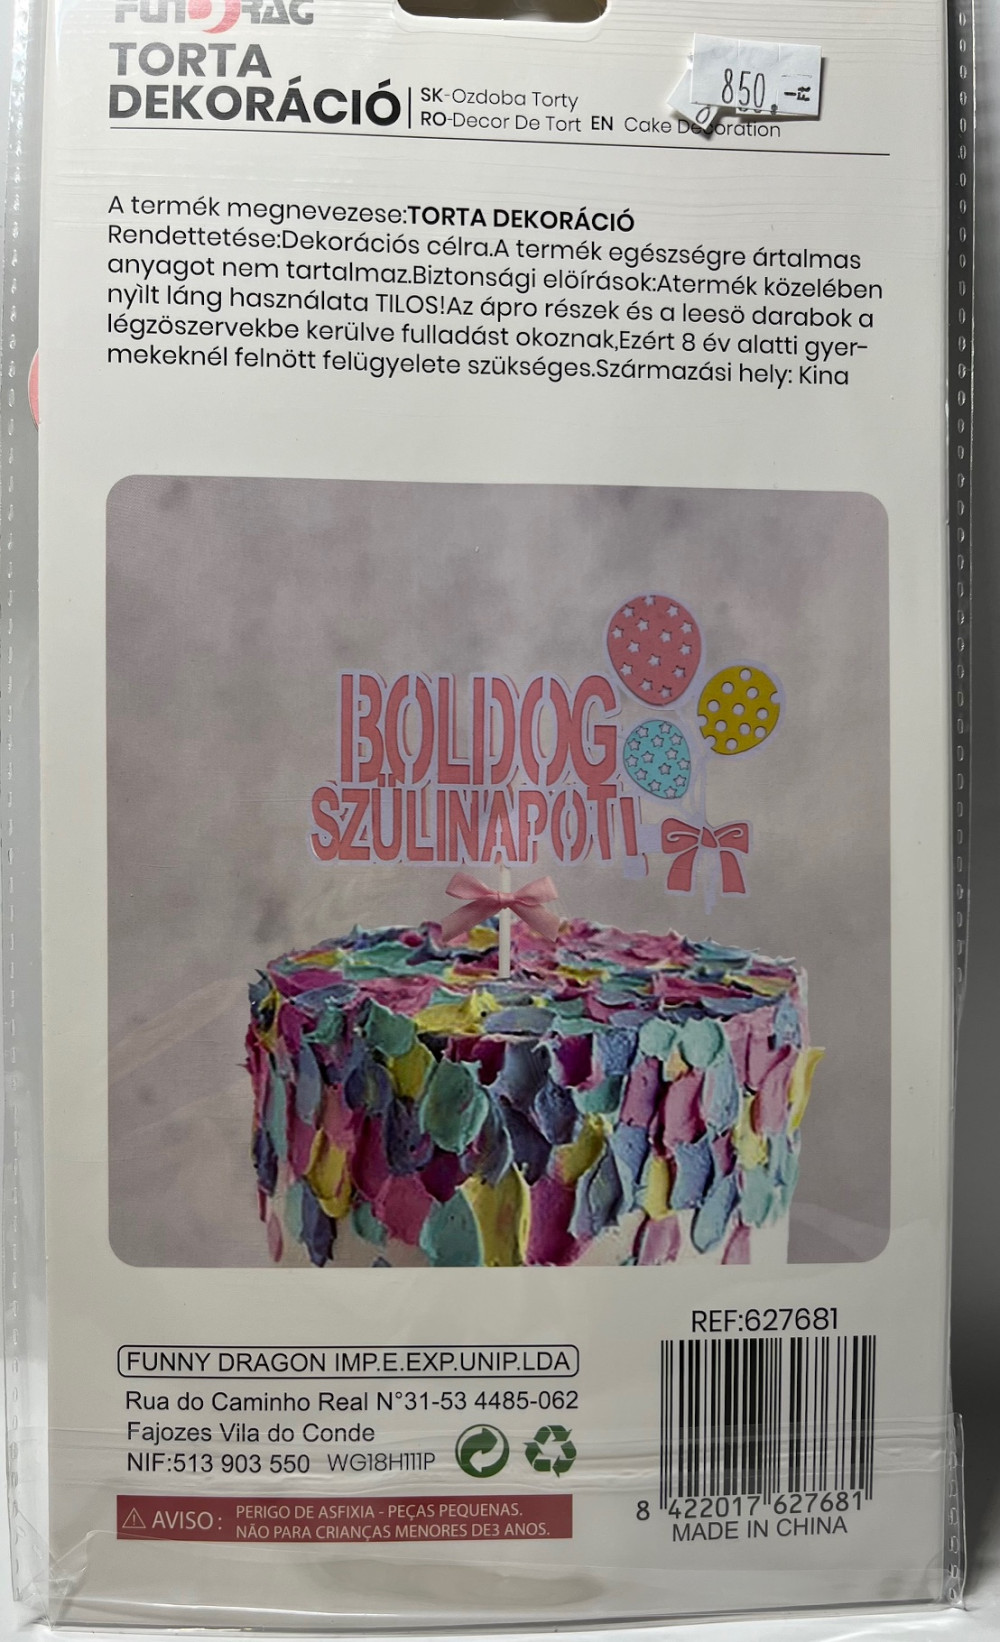 FUNDRAG
TORTA
DEKORÁCIÓ
SK-Ozdoba Torty
RO-Decor De Tort EN Cake Decoration
850.-Ft
A termék megnevezese:TORTA DEKORÁCIÓ
Rendettetése:Dekorációs célra.A termék egészségre ártalmas
anyagot nem tartalmaz.Biztonsági elöírások:Atermék közelében
nyìlt láng használata TILOS!Az ápro részek és a leesö darabok a
légzöszervekbe kerülve fulladást okoznak,Ezért 8 év alatti gyer-
mekeknél felnött felügyelete szükséges.Származási hely: Kina
BOLDOG
SZÜLINAPOT!
REF:627681
FUNNY DRAGON IMP.E.EXP.UNIP.LDA
Rua do Caminho Real N°31-53 4485-062
Fajozes Vila do Conde
NIF:513 903 550 WG18H111P
AVISO: PERIGO DE ASFIXIA - PEÇAS PEQUENAS.
NÃO PARA CRIANÇAS MENORES DE3 ANOS.
8 422017 627681
MADE IN CHINA